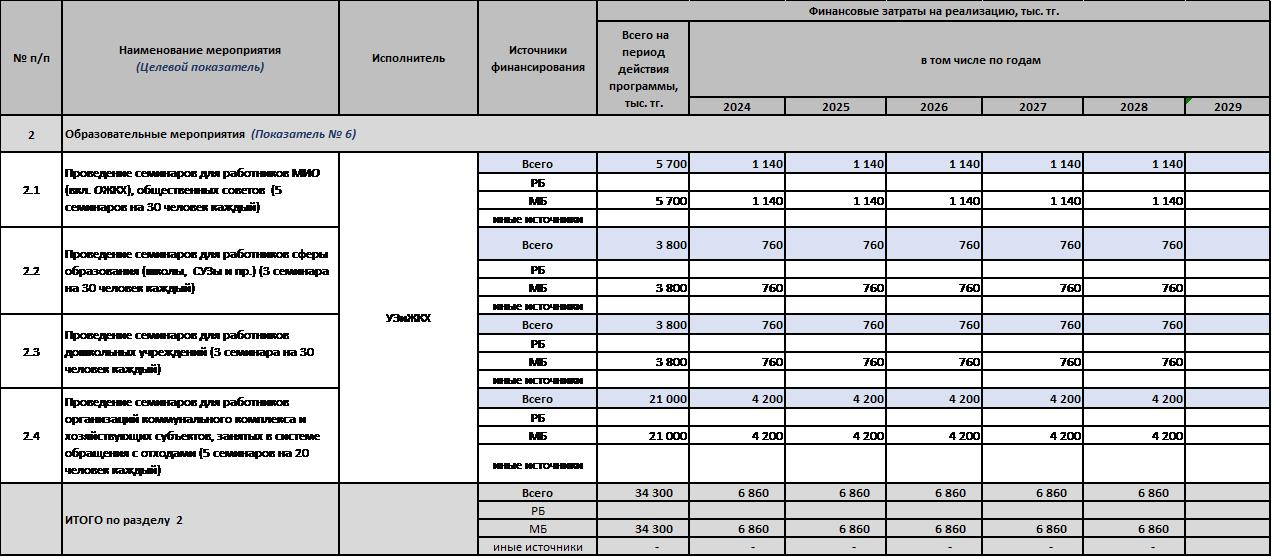 Финансовые затраты на реализацию, тыс. тг.
№ п/п
Наименование мероприятия
(Целевой показатель)
Исполнитель
Источники
финансирования
Всего на
период
действия
программы,
тыс. тг.
в том числе по годам
2024 2025 2026 2027 2028 2029
2 Образовательные мероприятия (Показатель № 6)
2.1
Проведение семинаров для работников МИО
(вкл. ОЖКХ), общественных советов (5
семинаров на 30 человек каждый)
УЭиЖКХ
Всего 5 700 1 140 1 140 1 140 1 140 1 140
РБ
МБ 5 700 1 140 1 140 1 140 1 140 1 140
иные источники
2.2
Проведение семинаров для работников сферы
образования (школы, СУЗы и пр.) (3 семинара
на 30 человек каждый)
Всего 3 800 760 760 760 760 760
РБ
МБ 3 800 760 760 760 760 760
иные источники
2.3
Проведение семинаров для работников
дошкольных учреждений (3 семинара на 30
человек каждый)
Всего 3 800 760 760 760 760 760
РБ
МБ 3 800 760 760 760 760 760
иные источники
2.4
Проведение семинаров для работников
организаций коммунального комплекса и
хозяйствующих субъектов, занятых в системе
обращения с отходами (5 семинаров на 20
человек каждый)
Всего 21 000 4 200 4 200 4 200 4 200 4 200
РБ
МБ 21 000 4 200 4 200 4 200 4 200 4 200
иные источники
ИТОГО по разделу 2
Всего 34 300 6 860 6 860 6 860 6 860 6 860
РБ
МБ 34 300 6 860 6 860 6 860 6 860 6 860
иные источники - - - - - -